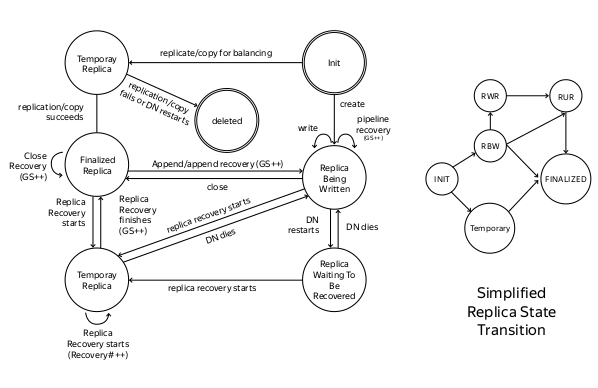 replicate/copy for balancing
Temporay
Replica
Init
replication/copy
fails or DN restarts
deleted
replication/copy
succeeds
create
write
pipeline
recovery
(GS++)
Close
Recovery
(GS++)
Finalized
Replica
Append/append recovery (GS++)
close
Replica
Being
Written
Replica
Recovery
starts
Replica
Recovery
finishes
(GS++)
replica recovery starts
DN dies
DN
restarts
DN dies
Temporay
Replica
replica recovery starts
Replica
Waiting To
Be
Recovered
Replica
Recovery starts
(Recovery#++)
RWR
RUR
RBW
INIT
FINALIZED
Temporary
Simplified
Replica State
Transition